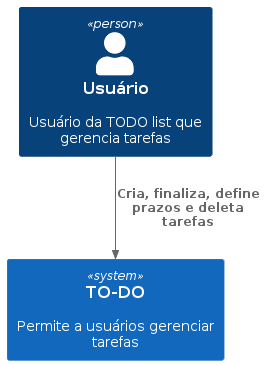 «person»
Usuário
Usuário da TODO list que
gerencia tarefas
Cria, finaliza, define
prazos e deleta
tarefas
«system»
TO-DO
Permite a usuários gerenciar
tarefas